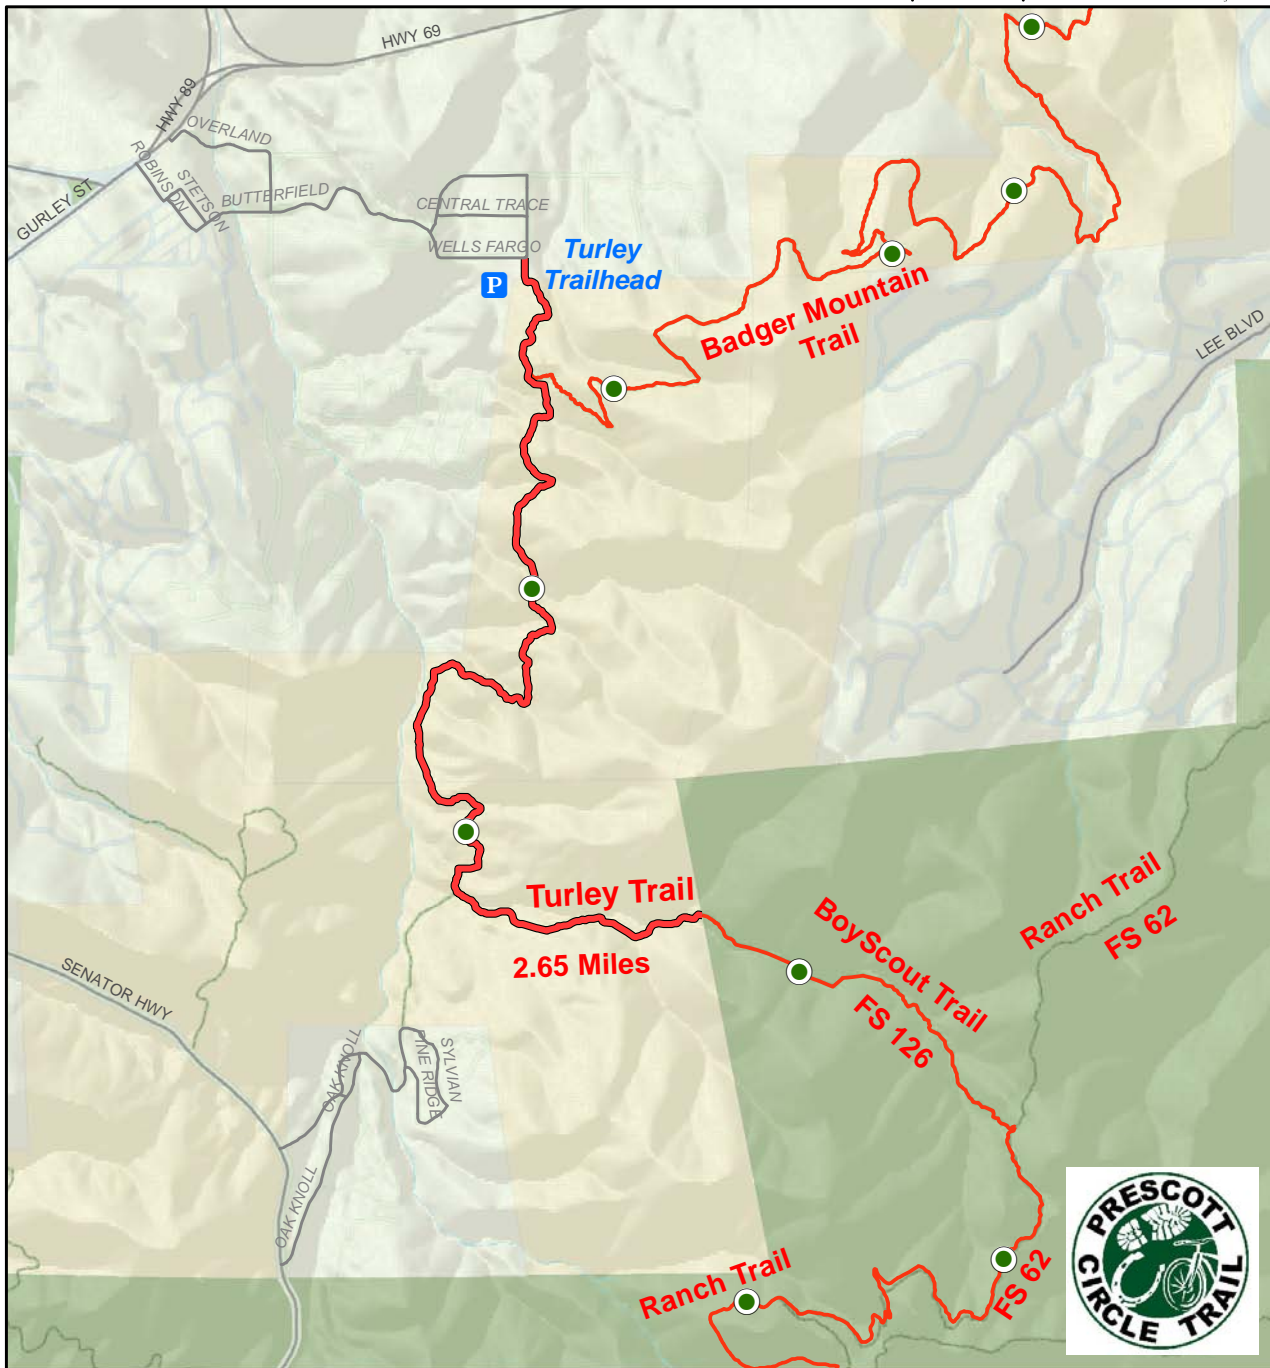 HWY 69
HWY 89
OVERLAND
ROBINSON
STETSON
BUTTERFIELD
GURLEY ST
CENTRAL TRACE
WELLS FARGO
P
Turley
Trailhead
Badger Mountain
Trail
LEE BLVD
Turley Trail
2.65 Miles
BoyScout Trail
FS 126
Ranch Trail
FS 62
SENATOR HWY
OAK KNOLL
PINE RIDGE
SYLVIAN
OAK KNOLL
Ranch Trail
FS 62
PRESCOTT
CIRCLE TRAIL